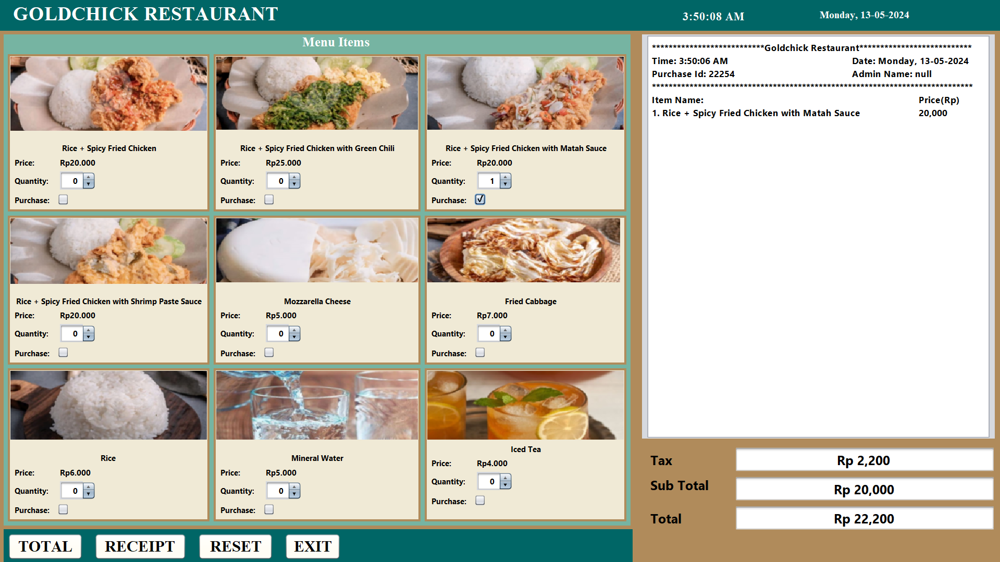 GOLDCHICK RESTAURANT
3:50:08 AM
Monday, 13-05-2024
Menu Items
Rice + Spicy Fried Chicken
Price: Rp20.000
Quantity: 0
Purchase:
Rice + Spicy Fried Chicken with Green Chili
Price: Rp25.000
Quantity: 0
Purchase:
Rice + Spicy Fried Chicken with Matah Sauce
Price: Rp20.000
Quantity: 1
Purchase:
Rice + Spicy Fried Chicken with Shrimp Paste Sauce
Price: Rp20.000
Quantity: 0
Purchase:
Mozzarella Cheese
Price: Rp5.000
Quantity: 0
Purchase:
Fried Cabbage
Price: Rp7.000
Quantity: 0
Purchase:
Rice
Price: Rp6.000
Quantity: 0
Purchase:
Mineral Water
Price: Rp5.000
Quantity: 0
Purchase:
Iced Tea
Price: Rp4.000
Quantity: 0
Purchase:
***************************Goldchick Restaurant***************************
Time: 3:50:06 AM Date: Monday, 13-05-2024
Purchase Id: 22254 Admin Name: null
*****************************************************************************
Item Name: Price(Rp)
1. Rice + Spicy Fried Chicken with Matah Sauce 20,000
Tax Rp 2,200
Sub Total Rp 20,000
Total Rp 22,200
TOTAL
RECEIPT
RESET
EXIT